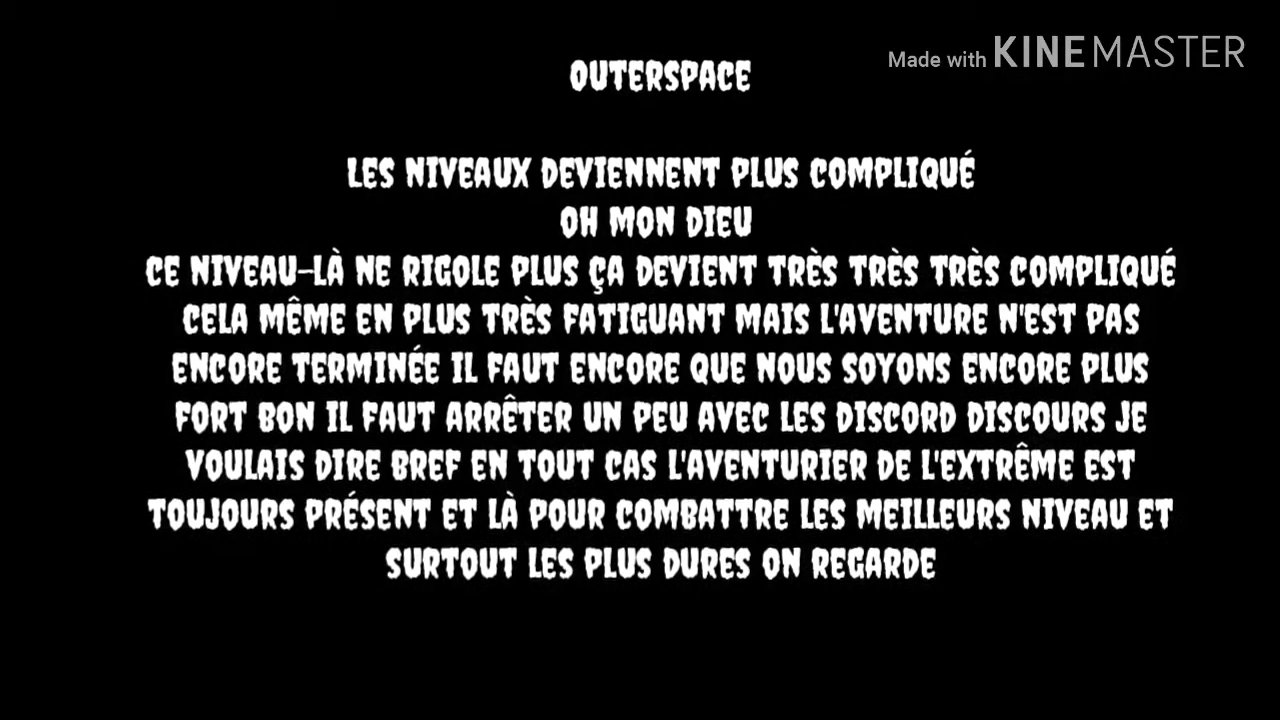 Made with KINEMASTER
OUTERSPACE
LES NIVEAUX DEVIENNENT PLUS COMPLIQUÉ
OH MON DIEU
CE NIVEAU-LÀ NE RIGOLE PLUS ÇA DEVIENT TRÈS TRÈS TRÈS COMPLIQUÉ
CELA MÊME EN PLUS TRÈS FATIGUANT MAIS L'AVENTURE N'EST PAS
ENCORE TERMINÉE IL FAUT ENCORE QUE NOUS SOYONS ENCORE PLUS
FORT BON IL FAUT ARRÊTER UN PEU AVEC LES DISCORD DISCOURS JE
VOULAIS DIRE BREF EN TOUT CAS L'AVENTURIER DE L'EXTRÊME EST
TOUJOURS PRÉSENT ET LÀ POUR COMBATTRE LES MEILLEURS NIVEAU ET
SURTOUT LES PLUS DURES ON REGARDE